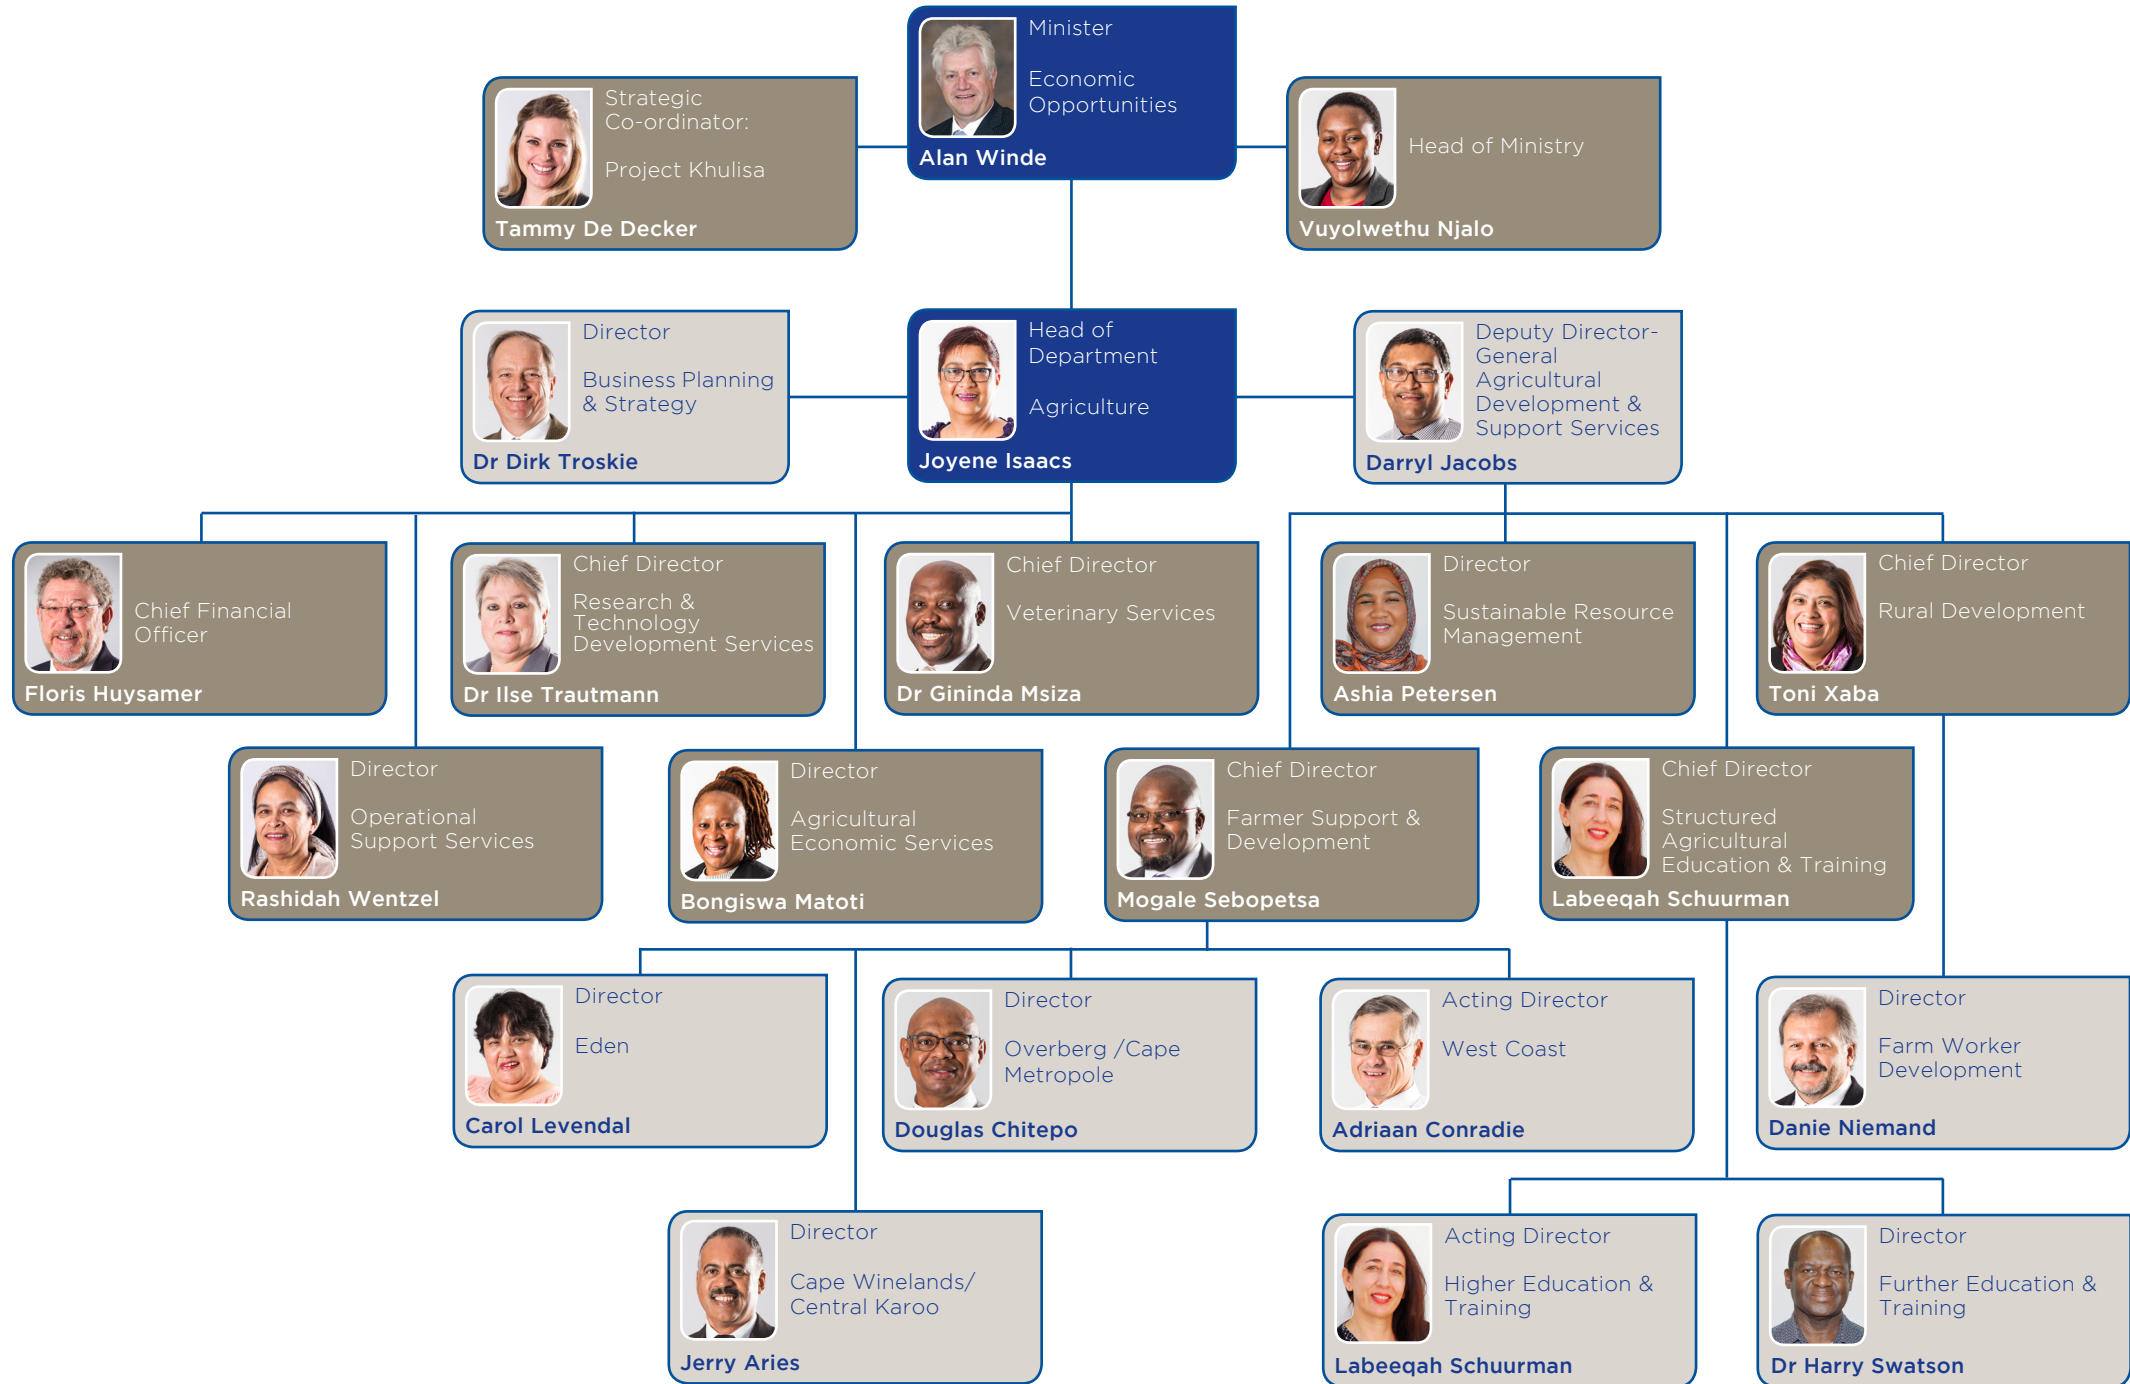 Minister
Economic
Opportunities
Alan Winde
Strategic
Co-ordinator:
Project Khulisa
Tammy De Decker
Head of Ministry
Vuyolwethu Njalo
Director
Business Planning
& Strategy
Dr Dirk Troskie
Head of
Department
Agriculture
Joyene Isaacs
Deputy Director-
General
Agricultural
Development &
Support Services
Darryl Jacobs
Chief Financial
Officer
Floris Huysamer
Chief Director
Research &
Technology
Development Services
Dr Ilse Trautmann
Chief Director
Veterinary Services
Dr Gininda Msiza
Director
Sustainable Resource
Management
Ashia Petersen
Chief Director
Rural Development
Toni Xaba
Director
Operational
Support Services
Rashidah Wentzel
Director
Agricultural
Economic Services
Bongiswa Matoti
Chief Director
Farmer Support &
Development
Mogale Sebopetsa
Chief Director
Structured
Agricultural
Education & Training
Labeeqah Schuurman
Director
Eden
Carol Levendal
Director
Overberg /Cape
Metropole
Douglas Chitepo
Acting Director
West Coast
Adriaan Conradie
Director
Farm Worker
Development
Danie Niemand
Director
Cape Winelands/
Central Karoo
Jerry Aries
Acting Director
Higher Education &
Training
Labeeqah Schuurman
Director
Further Education &
Training
Dr Harry Swatson